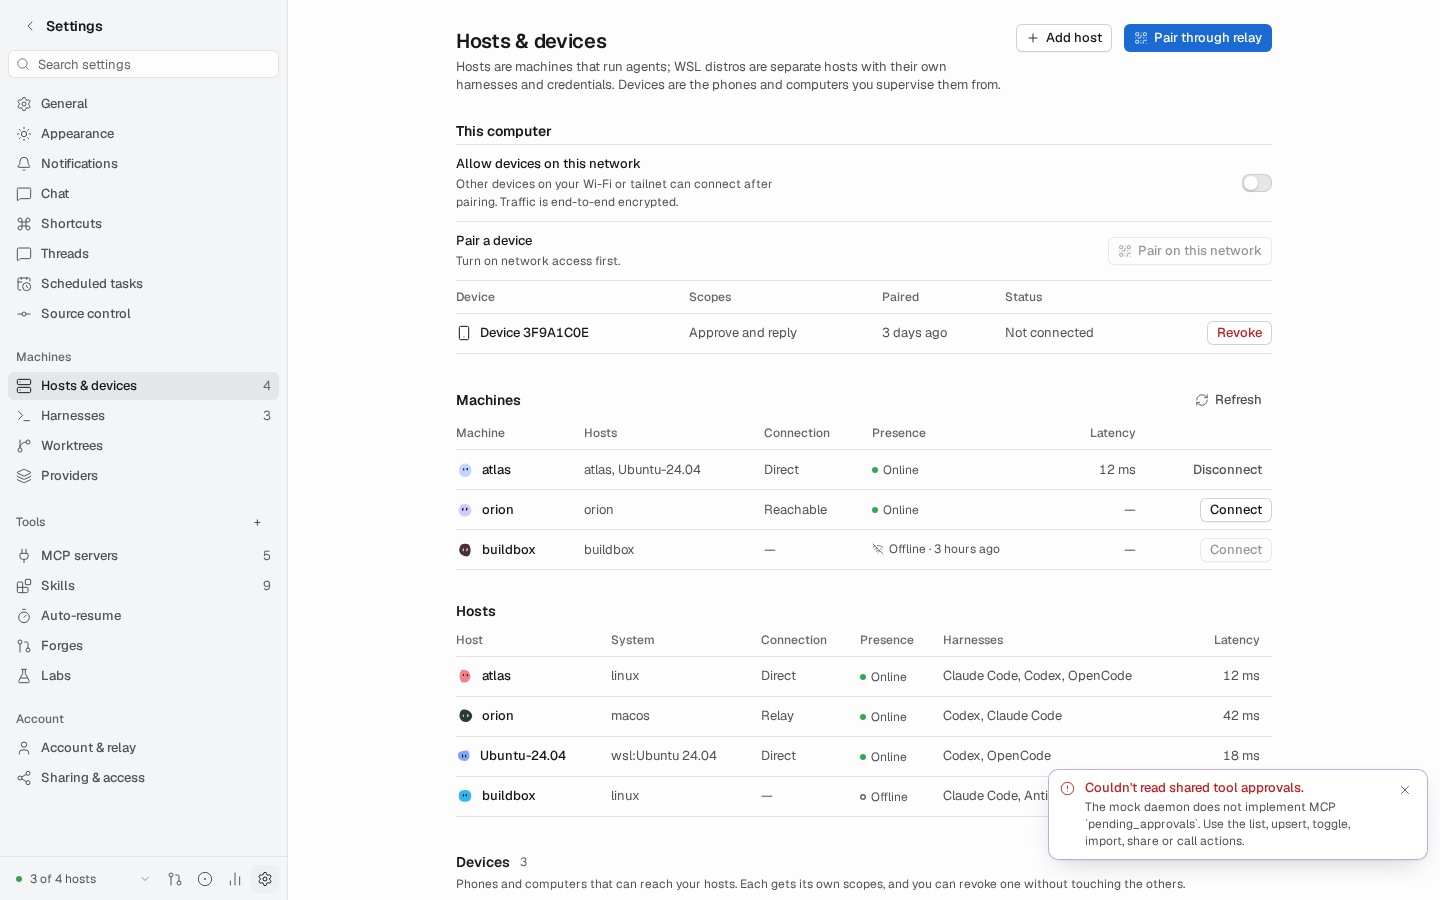 Settings
Search settings
General
Appearance
Notifications
Chat
Shortcuts
Threads
Scheduled tasks
Source control
Machines
Hosts & devices 4
Harnesses 3
Worktrees
Providers
Tools +
MCP servers 5
Skills 9
Auto-resume
Forges
Labs
Account
Account & relay
Sharing & access
3 of 4 hosts
Hosts & devices
Add host
Pair through relay
Hosts are machines that run agents; WSL distros are separate hosts with their own
harnesses and credentials. Devices are the phones and computers you supervise them from.
This computer
Allow devices on this network
Other devices on your Wi-Fi or tailnet can connect after
pairing. Traffic is end-to-end encrypted.
Pair a device
Turn on network access first.
Pair on this network
Device Scopes Paired Status
Device 3F9A1C0E Approve and reply 3 days ago Not connected Revoke
Machines Refresh
Machine Hosts Connection Presence Latency
atlas atlas, Ubuntu-24.04 Direct Online 12 ms Disconnect
orion orion Reachable Online — Connect
buildbox buildbox — Offline · 3 hours ago — Connect
Hosts
Host System Connection Presence Harnesses Latency
atlas linux Direct Online Claude Code, Codex, OpenCode 12 ms
orion macos Relay Online Codex, Claude Code 42 ms
Ubuntu-24.04 wsl:Ubuntu 24.04 Direct Online Codex, OpenCode 18 ms
buildbox linux — Offline Claude Code,
Couldn't read shared tool approvals.
The mock daemon does not implement MCP
`pending_approvals`. Use the list, upsert, toggle,
import, share or call actions.
Devices 3
Phones and computers that can reach your hosts. Each gets its own scopes, and you can revoke one without touching the others.